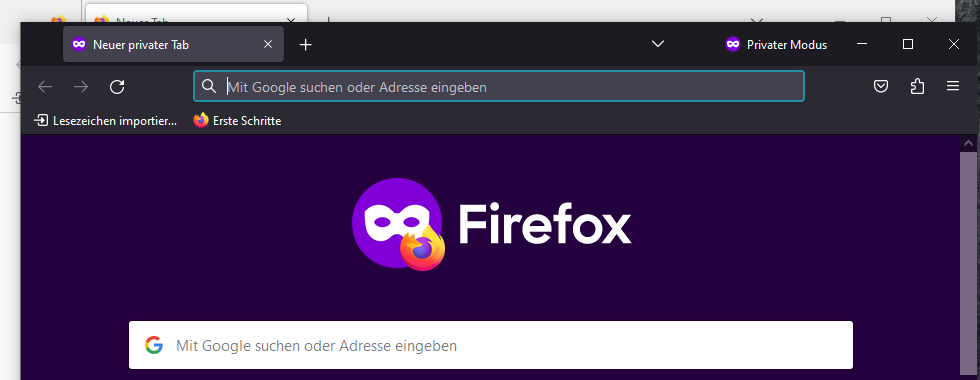 Neuer Tab
Neuer privater Tab
Privater Modus
Mit Google suchen oder Adresse eingeben
Lesezeichen importier...
Erste Schritte
Firefox
Mit Google suchen oder Adresse eingeben